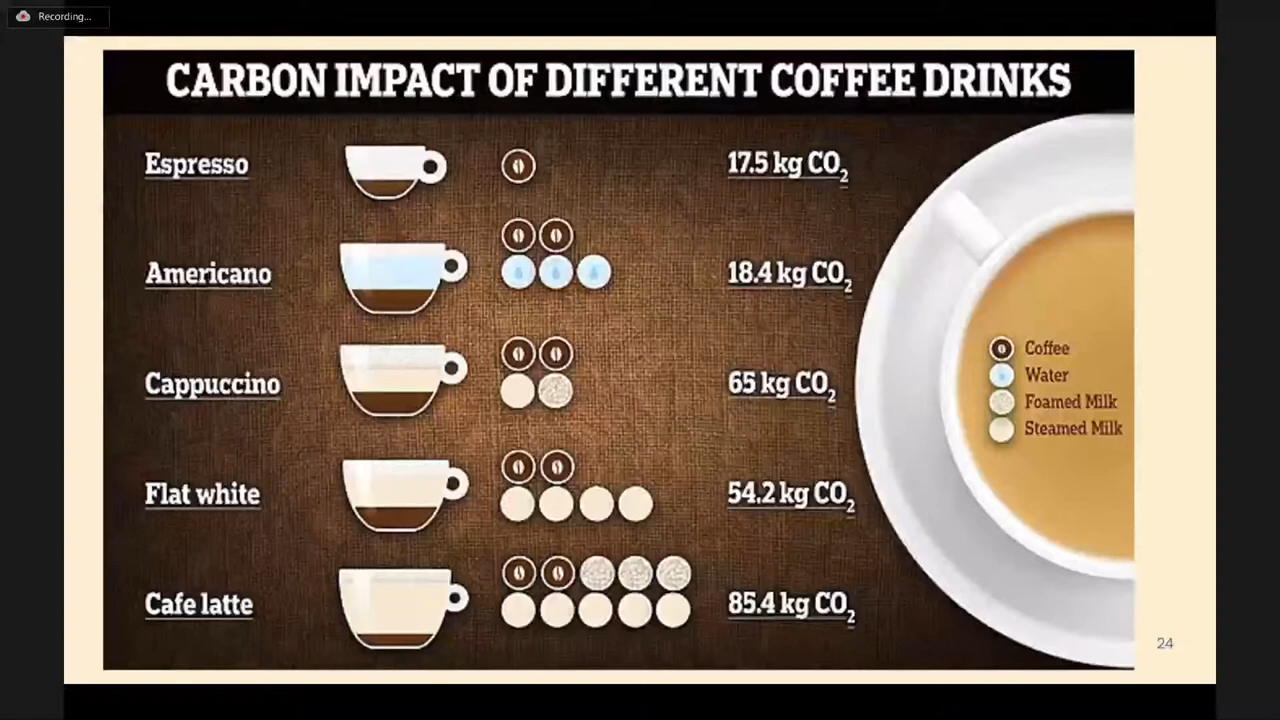 Recording...
CARBON IMPACT OF DIFFERENT COFFEE DRINKS
Espresso 17.5 kg CO2
Americano 18.4 kg CO2
Cappuccino 65 kg CO2
Flat white 54.2 kg CO2
Cafe latte 85.4 kg CO2
Coffee
Water
Foamed Milk
Steamed Milk
24